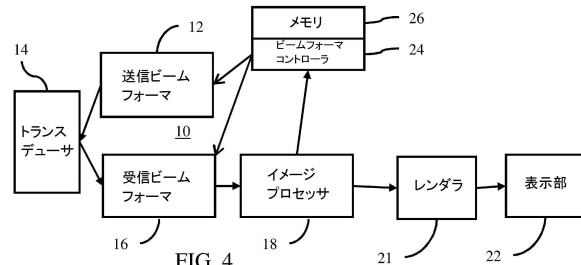 12
メモリ
26
14
送信ビーム
フォーマ
ビームフォーマ
コントローラ
24
トランス
デューサ
10
受信ビーム
フォーマ
イメージ
プロセッサ
レンダラ
表示部
16
18
21
22
FIG. 4